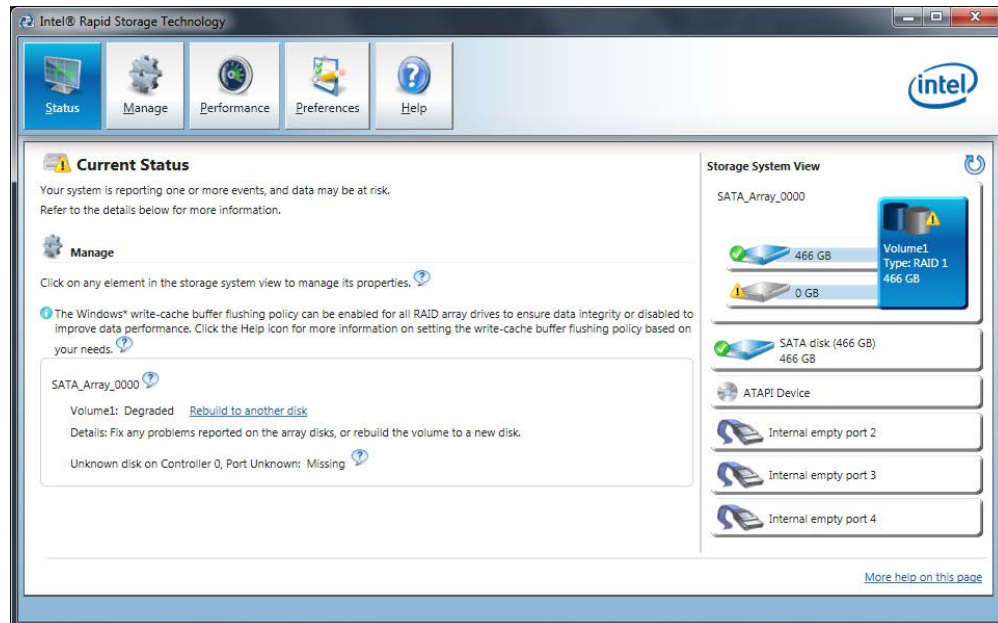 Intel® Rapid Storage Technology
Status
Manage
Performance
Preferences
Help
intel
Current Status
Your system is reporting one or more events, and data may be at risk.
Refer to the details below for more information.
Manage
Click on any element in the storage system view to manage its properties.
The Windows* write-cache buffer flushing policy can be enabled for all RAID array drives to ensure data integrity or disabled to
improve data performance. Click the Help icon for more information on setting the write-cache buffer flushing policy based on
your needs.
SATA_Array_0000
Volume1: Degraded Rebuild to another disk
Details: Fix any problems reported on the array disks, or rebuild the volume to a new disk.
Unknown disk on Controller 0, Port Unknown: Missing
Storage System View
SATA_Array_0000
466 GB
0 GB
Volume1
Type: RAID 1
466 GB
SATA disk (466 GB)
466 GB
ATAPI Device
Internal empty port 2
Internal empty port 3
Internal empty port 4
More help on this page